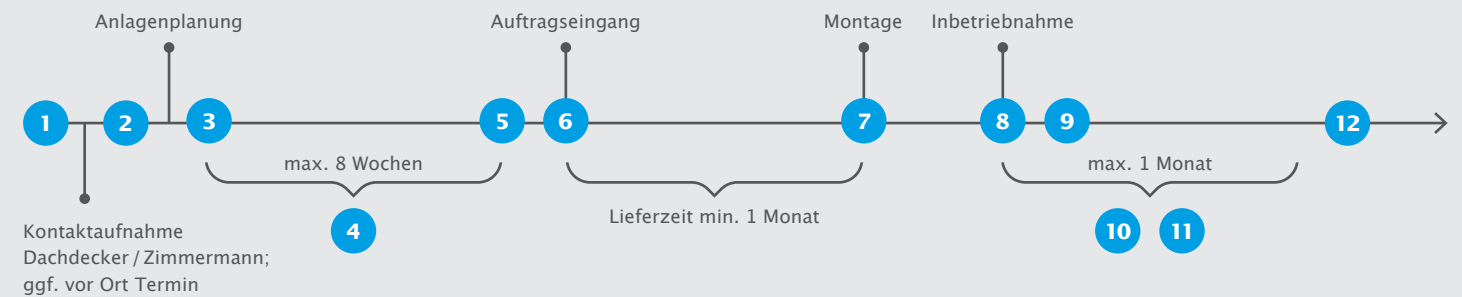 Anlagenplanung
Auftragseingang
Montage
Inbetriebnahme
1
2
3
5
6
7
8
9
12
max. 8 Wochen
max. 1 Monat
4
Lieferzeit min. 1 Monat
10
11
Kontaktaufnahme
Dachdecker / Zimmermann;
ggf. vor Ort Termin